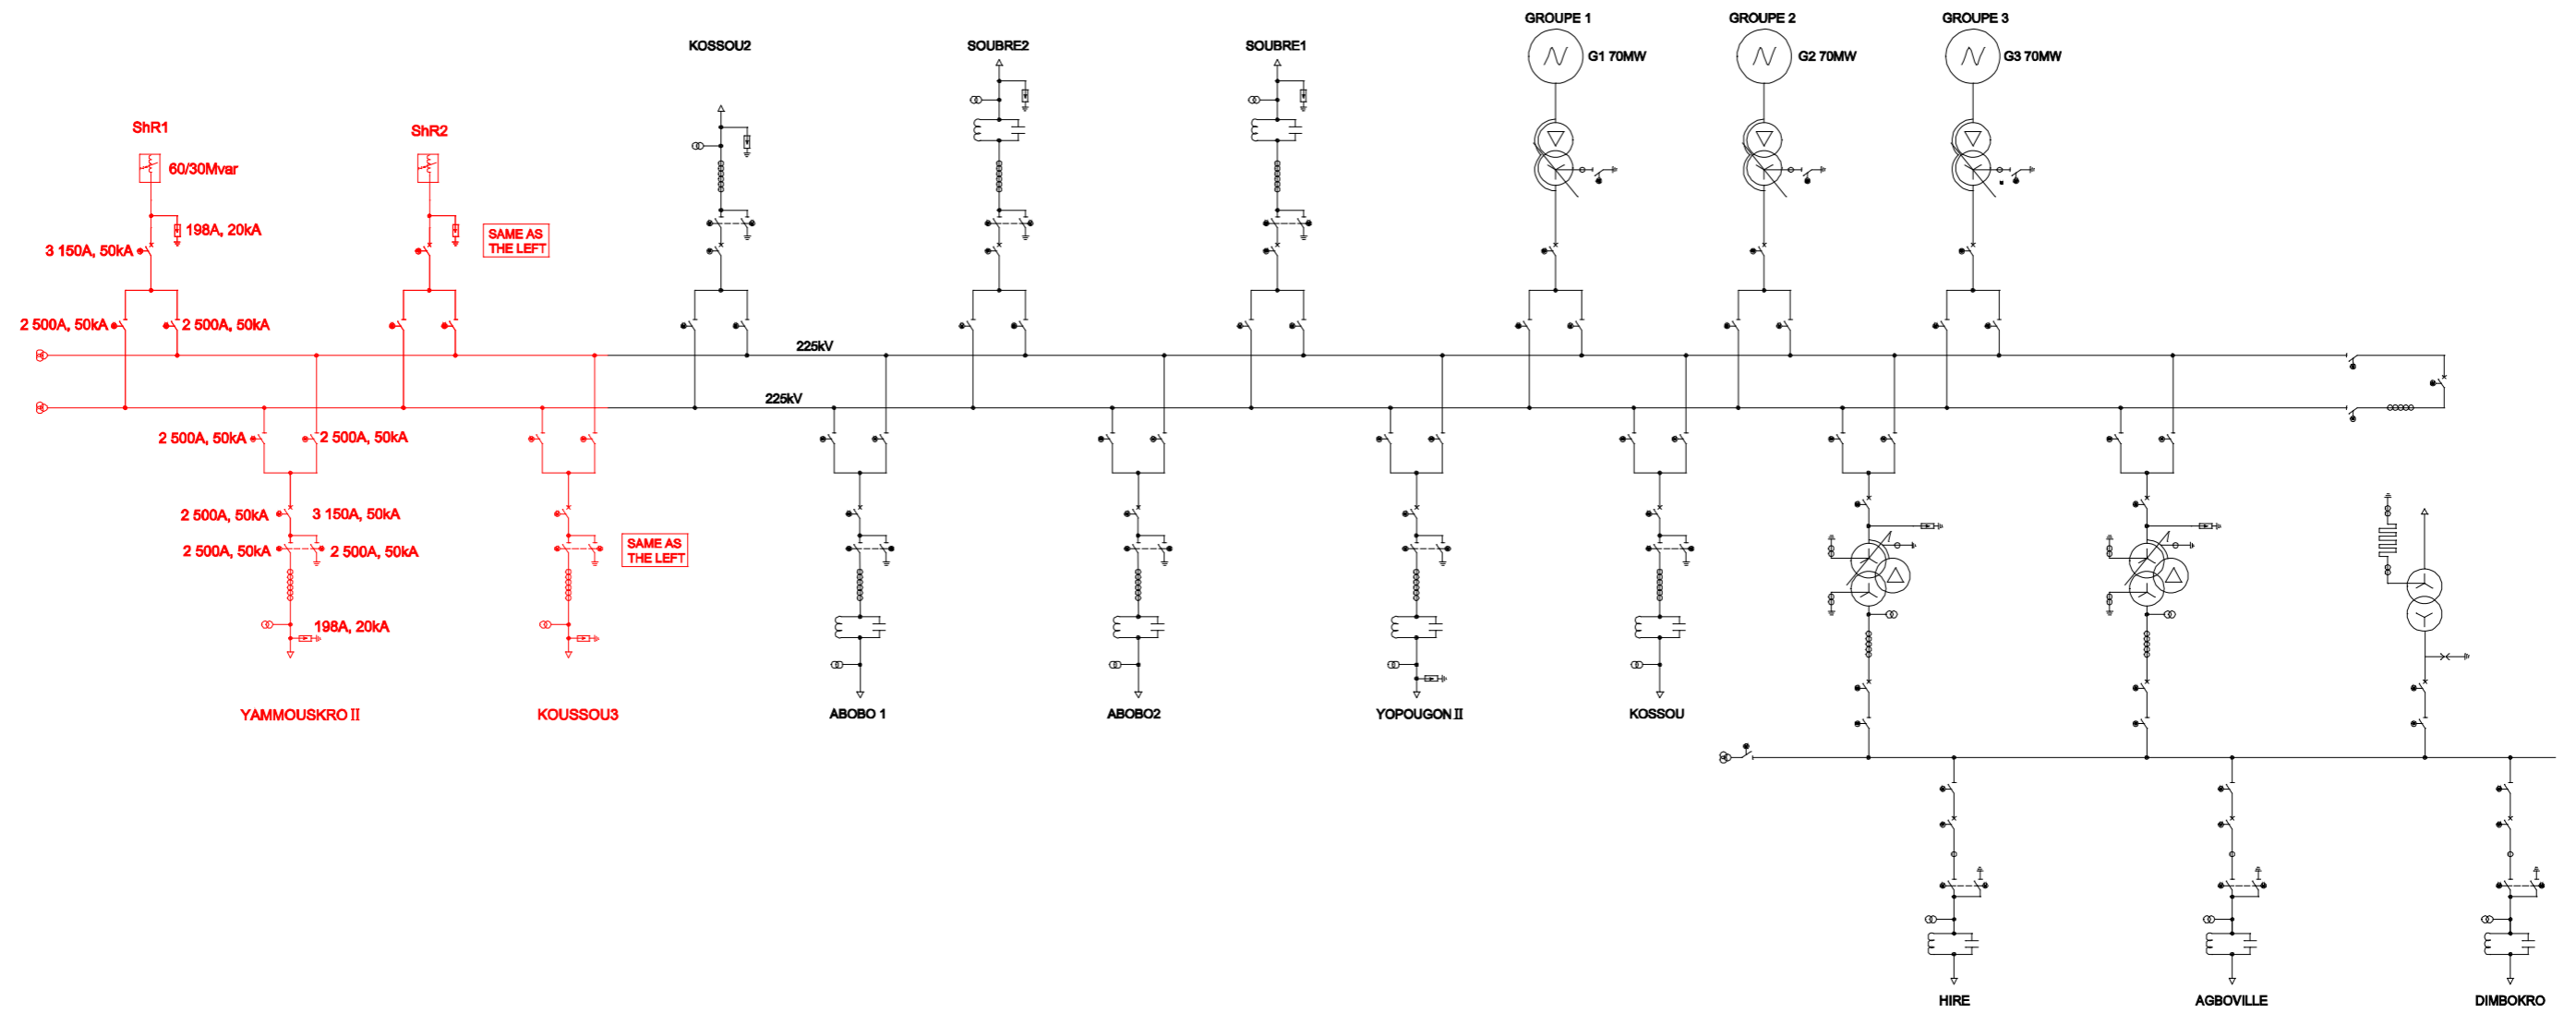 GROUPE 1
GROUPE 2
GROUPE 3
KOSSOU2
SOUBRE2
SOUBRE1
G1 70MW
G2 70MW
G3 70MW
ShR1
ShR2
60/30Mvar
198A, 20kA
SAME AS
THE LEFT
3 150A, 50kA
2 500A, 50kA
2 500A, 50kA
225kV
225kV
2 500A, 50kA
2 500A, 50kA
2 500A, 50kA
3 150A, 50kA
2 500A, 50kA
2 500A, 50kA
SAME AS
THE LEFT
198A, 20kA
YAMMOUSKRO II
KOUSSOU3
ABOBO 1
ABOBO2
YOPOUGON II
KOSSOU
HIRE
AGBOVILLE
DIMBOKRO